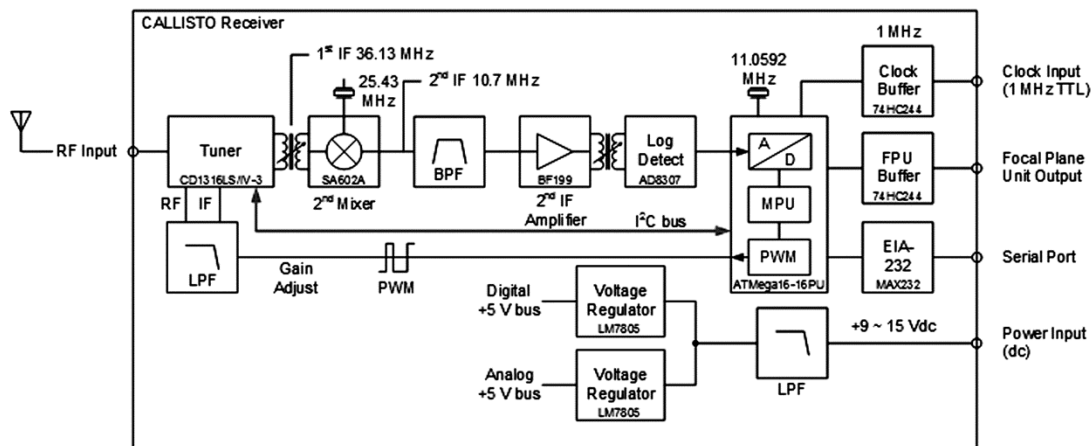 CALLISTO Receiver
1st IF 36.13 MHz
25.43
MHz
2nd IF 10.7 MHz
11.0592
MHz
1 MHz
Clock
Buffer
74HC244
Clock Input
(1 MHz TTL)
RF Input
Tuner
CD1316LS/IV-3
SA602A
2nd Mixer
BPF
BF199
2nd IF
Amplifier
Log
Detect
AD8307
A
D
MPU
PWM
ATMega16-16PU
FPU
Buffer
74HC244
Focal Plane
Unit Output
RF
IF
I2C bus
LPF
Gain
Adjust
PWM
EIA-
232
MAX232
Serial Port
Digital
+5 V bus
Voltage
Regulator
LM7805
Analog
+5 V bus
Voltage
Regulator
LM7805
LPF
+9 ~ 15 Vdc
Power Input
(dc)